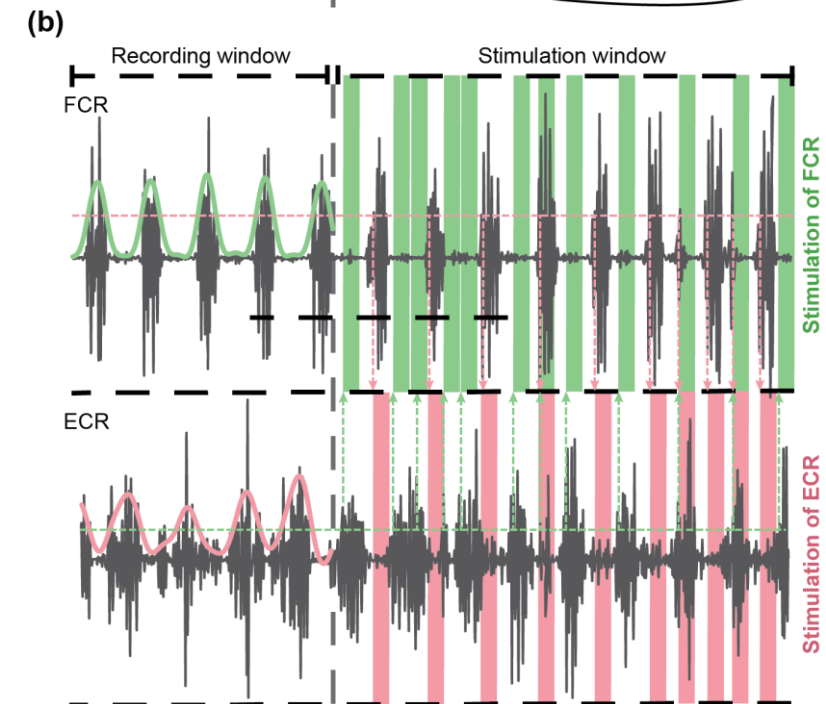 (b)
Recording window
Stimulation window
FCR
Stimulation of FCR
ECR
Stimulation of ECR